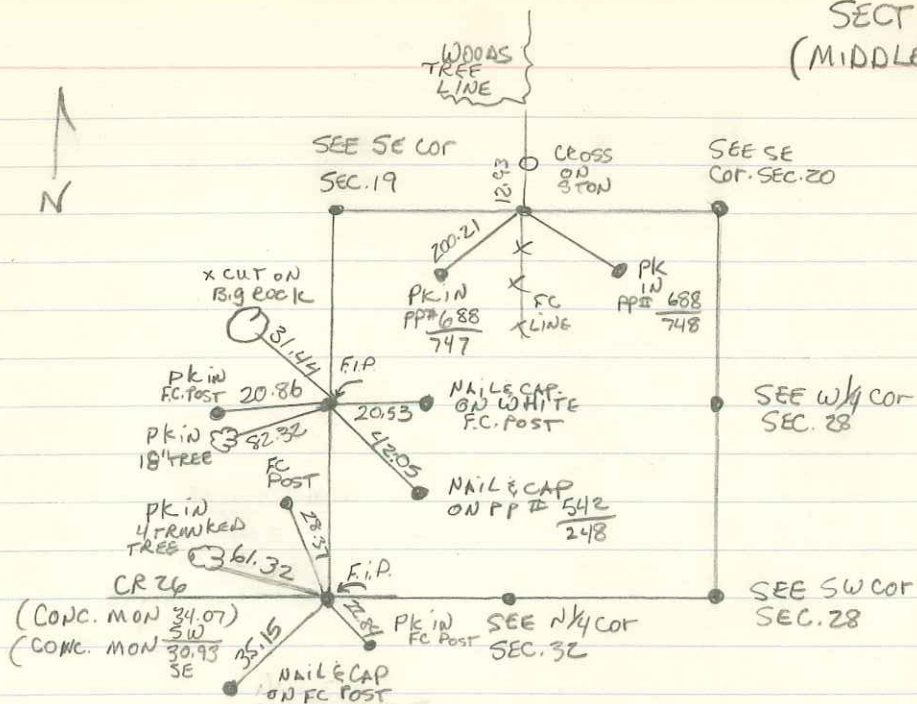 SECT
(MIDDLE
WOODS
TREE
LINE
N
SEE SE COR
SEC. 19
12.93
CROSS
ON
STON
SEE SE
COR. SEC. 20
200.21
PK IN
PP# 688
747
FC
LINE
PK
IN
PP# 688
748
X CUT ON
Big ROCK
31.44
F.I.P.
PK IN
F.C. POST
20.86
PK IN
18" TREE
82.32
20.53
NAIL & CAP.
ON WHITE
F.C. POST
SEE W 1/4 COR
SEC. 28
42.05
NAIL & CAP
ON PP # 542
248
FC
POST
28.37
PK IN
4 TRUNKED
TREE
61.32
F.I.P.
CR 26
(CONC. MON 34.07)
SW
(CONC. MON 30.93
SE
35.15
NAIL & CAP
ON FC POST
PK IN
FC POST
SEE N 1/4 COR
SEC. 32
SEE SW COR
SEC. 28